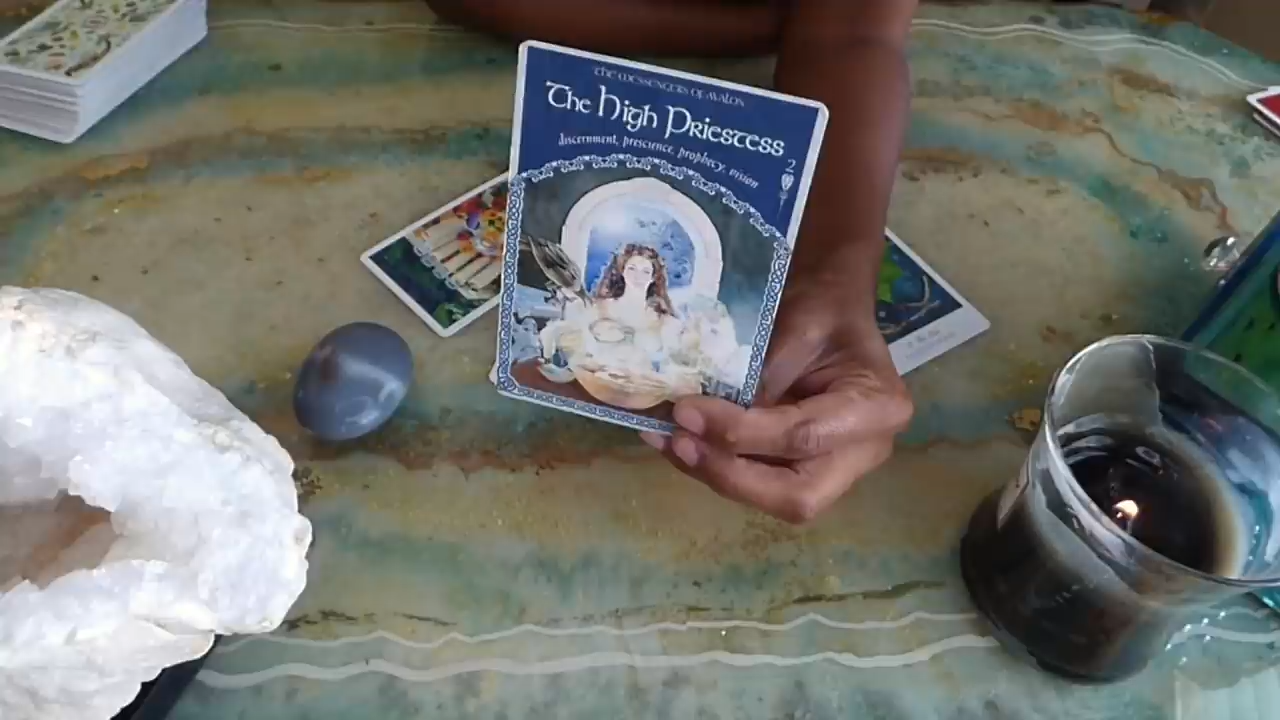 The Messengers of Avalon
The High Priestess
discernment, prescience, prophecy, vision
2